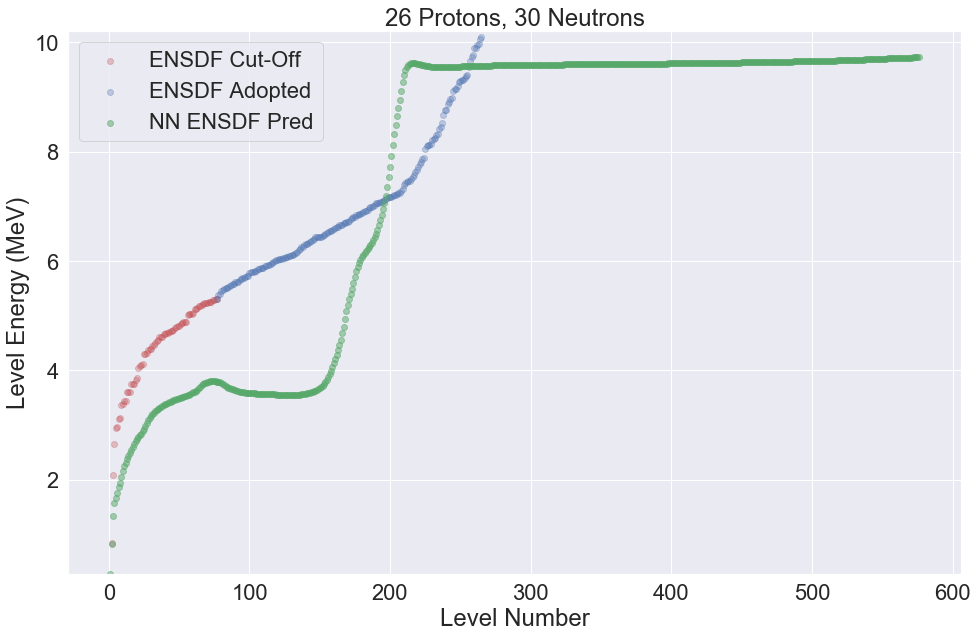 26 Protons, 30 Neutrons
ENSDF Cut-Off
ENSDF Adopted
NN ENSDF Pred
Level Energy (MeV)
10
8
6
4
2
0 100 200 300 400 500 600
Level Number